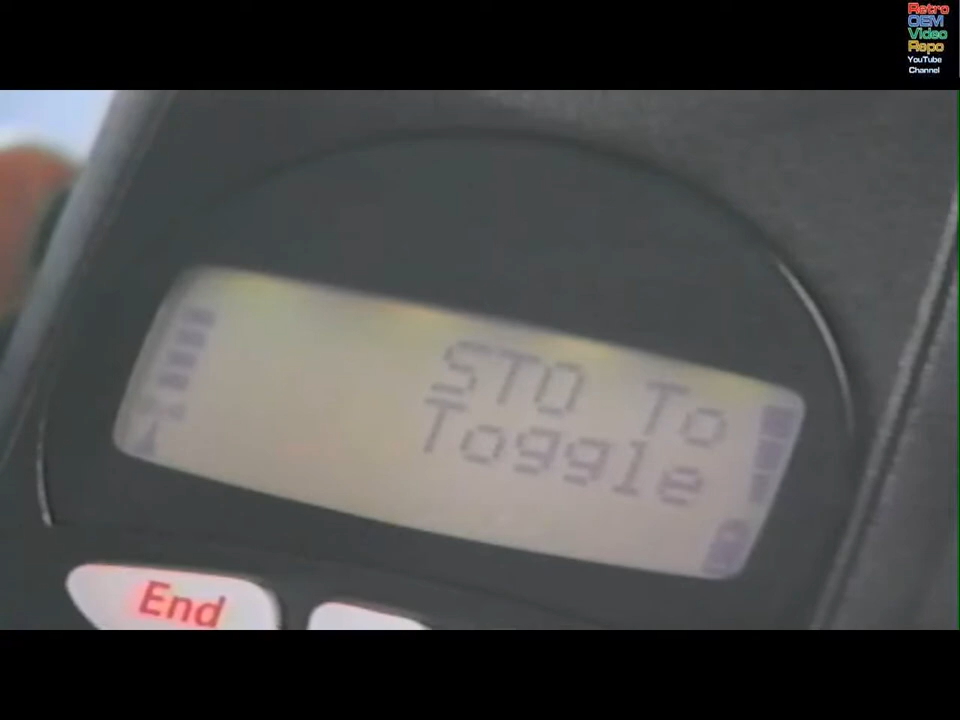 Retro
OEM
Video
Repo
YouTube
Channel
STO To
Toggle
End